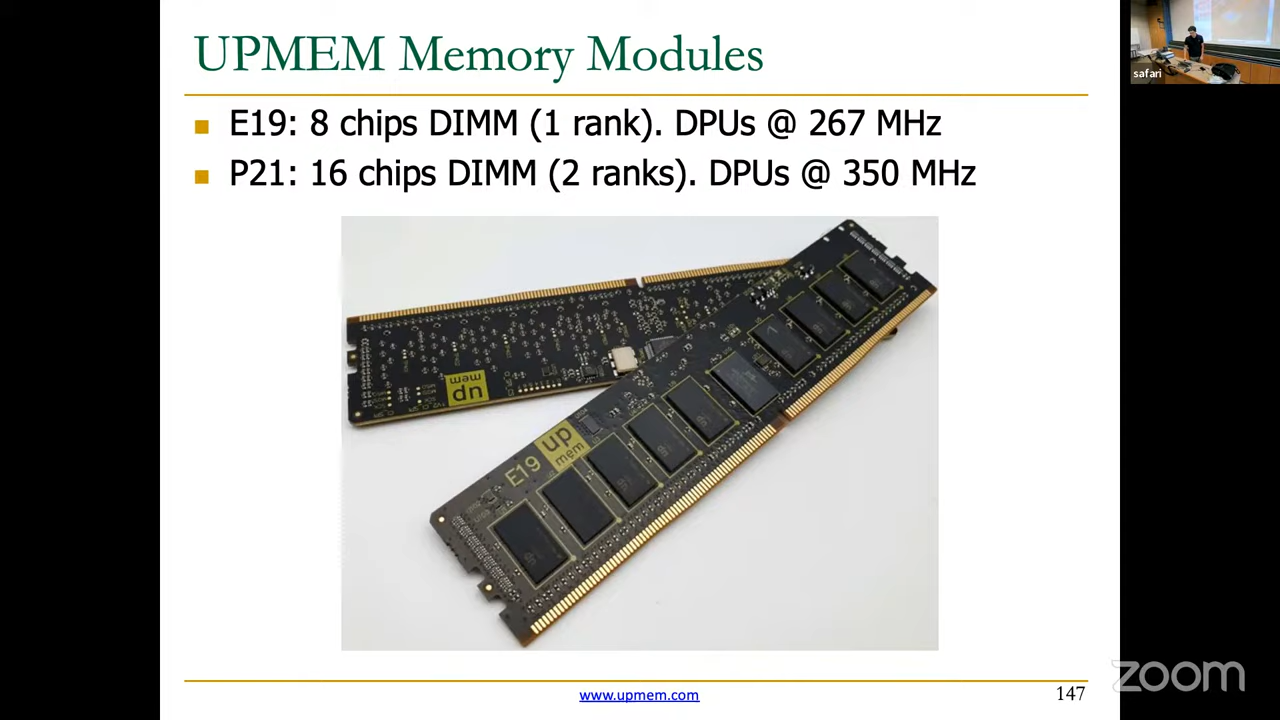 UPMEM Memory Modules
E19: 8 chips DIMM (1 rank). DPUs @ 267 MHz
P21: 16 chips DIMM (2 ranks). DPUs @ 350 MHz
up
mem
E19
up
mem
www.upmem.com
147
safari
zoom